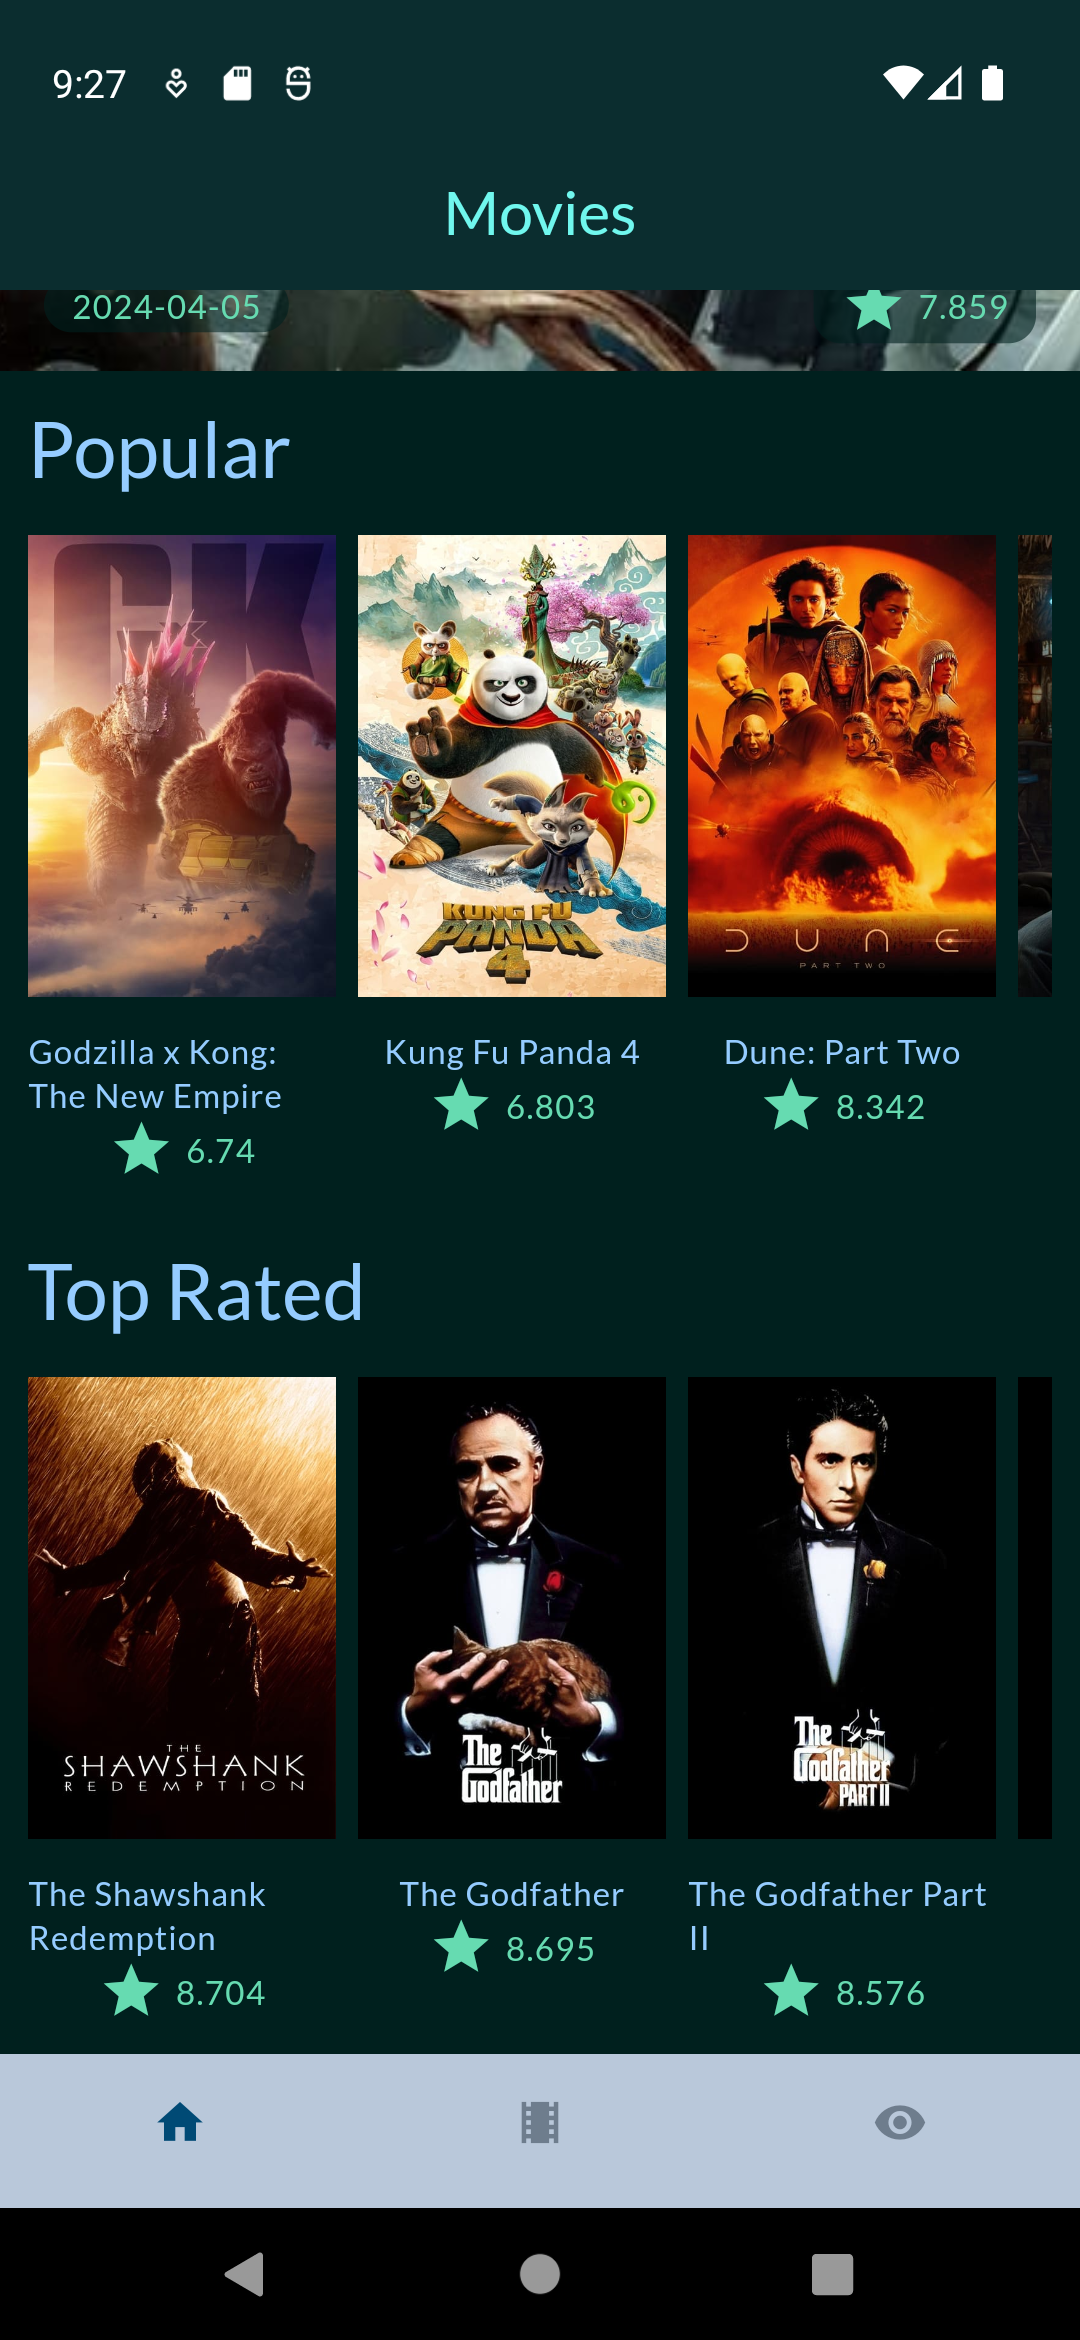 9:27
Movies
2024-04-05
7.859
Popular
GK
KUNG FU
PANDA
4
DUNE
PART TWO
Godzilla x Kong:
The New Empire
6.74
Kung Fu Panda 4
6.803
Dune: Part Two
8.342
Top Rated
THE
SHAWSHANK
REDEMPTION
The
Godfather
The
Godfather
PART II
The Shawshank
Redemption
8.704
The Godfather
8.695
The Godfather Part
II
8.576